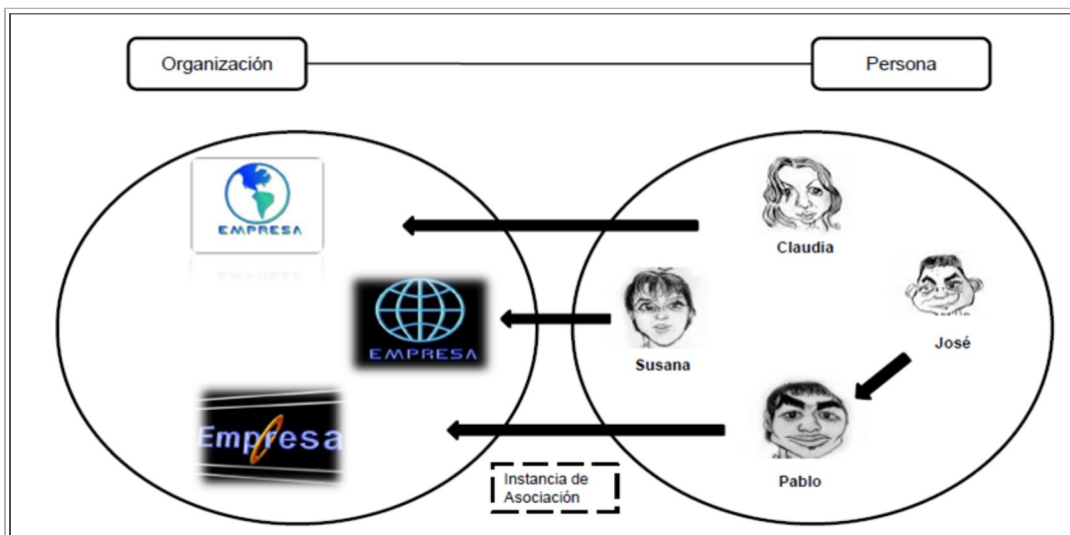 Organización
Persona
EMPRESA
Claudia
EMPRESA
Susana
José
Empresa
Pablo
Instancia de
Asociación